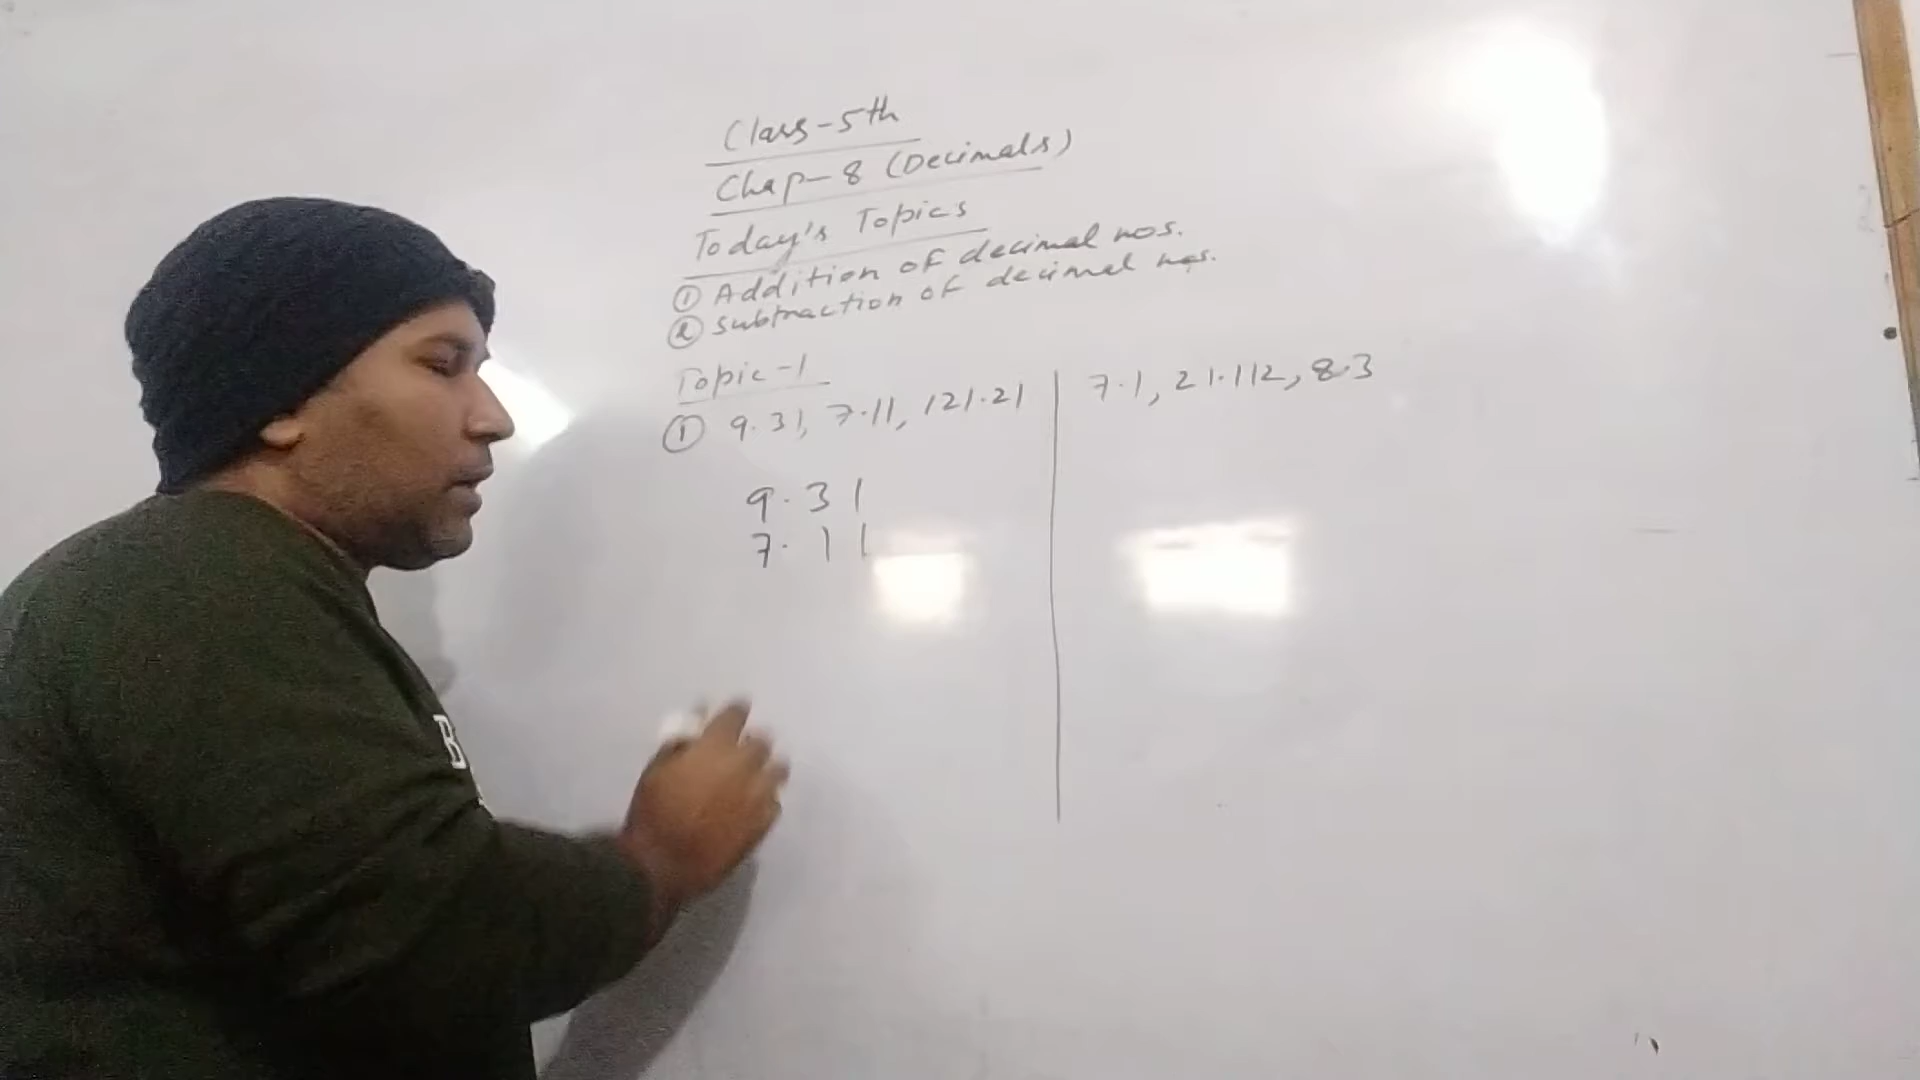 Class-5th
Chap-8 (Decimals)
Today's Topics
① Addition of decimal nos.
② Subtraction of decimal nos.
Topic-1
① 9.31, 7.11, 121.21 | 7.1, 21.112, 8.3
9.31
7.11
B